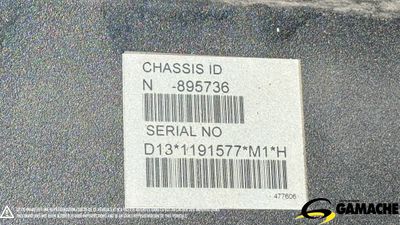 CHASSIS ID
N -895736
SERIAL NO
D13*1191577*M1*H
477606
GAMACHE